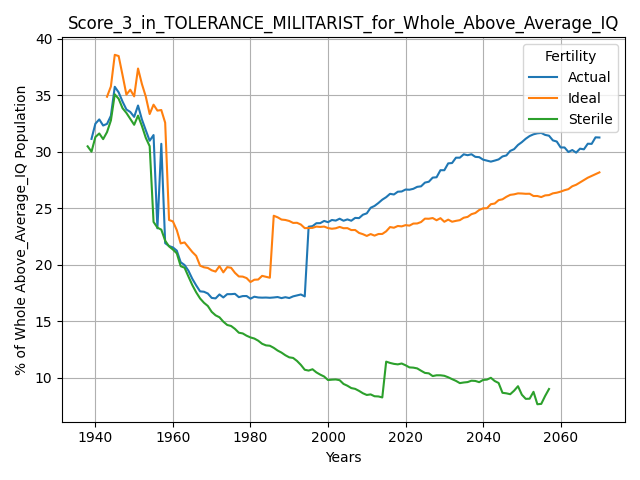 Score_3_in_TOLERANCE_MILITARIST_for_Whole_Above_Average_IQ
% of Whole Above_Average_IQ Population
40
35
30
25
20
15
10
Fertility
Actual
Ideal
Sterile
1940 1960 1980 2000 2020 2040 2060
Years